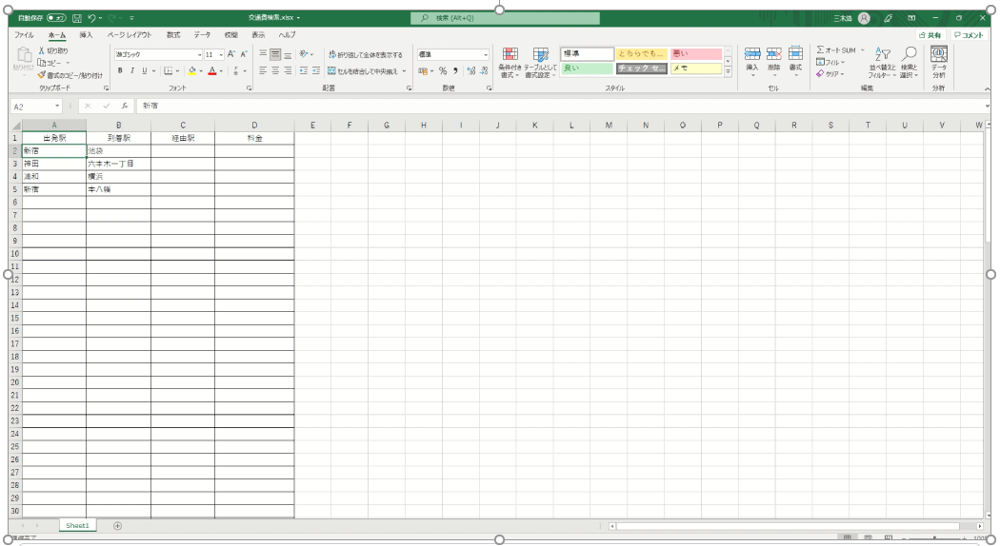 自動保存 オフ 交通費検索.xlsx 検索 (Alt+Q)
ファイル ホーム 挿入 ページ レイアウト 数式 データ 校閲 表示 ヘルプ 共有 コメント
貼り付け 切り取り コピー 書式のコピー/貼り付け クリップボード
游ゴシック 11 B I U フォント
折り返して全体を表示する セルを結合して中央揃え 配置
標準 % 数値
条件付き書式 テーブルとして書式設定 標準 どちらでも... 悪い 良い チェック セ... メモ スタイル
挿入 削除 書式 セル
オート SUM フィル クリア 並べ替えとフィルター 検索と選択 編集
データ分析 分析
A2 fx 新宿
A B C D E F G H I J K L M N O P Q R S T U V W
1 出発駅 到着駅 経由駅 料金
2 新宿 池袋
3 神田 六本木一丁目
4 浦和 横浜
5 新宿 本八幡
6
7
8
9
10
11
12
13
14
15
16
17
18
19
20
21
22
23
24
25
26
27
28
29
30
Sheet1